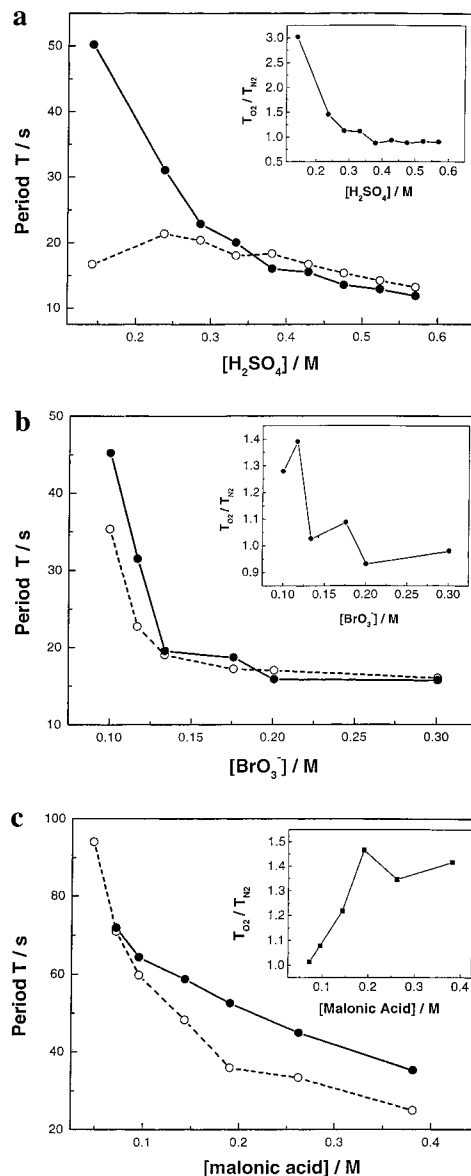 a
50
40
30
20
10
Period T / s
0.2
0.3
0.4
0.5
0.6
[H₂SO₄] / M
3.0
2.5
2.0
1.5
1.0
0.5
T_O2 / T_N2
0.2 0.3 0.4 0.5 0.6
[H₂SO₄] / M
b
50
40
30
20
10
Period T / s
0.10
0.15
0.20
0.25
0.30
[BrO₃⁻] / M
1.4
1.3
1.2
1.1
1.0
0.9
T_O2 / T_N2
0.10 0.15 0.20 0.25 0.30
[BrO₃⁻] / M
c
100
80
60
40
20
Period T / s
0.1
0.2
0.3
0.4
[malonic acid] / M
1.5
1.4
1.3
1.2
1.1
1.0
T_O2 / T_N2
0.1 0.2 0.3 0.4
[Malonic Acid] / M